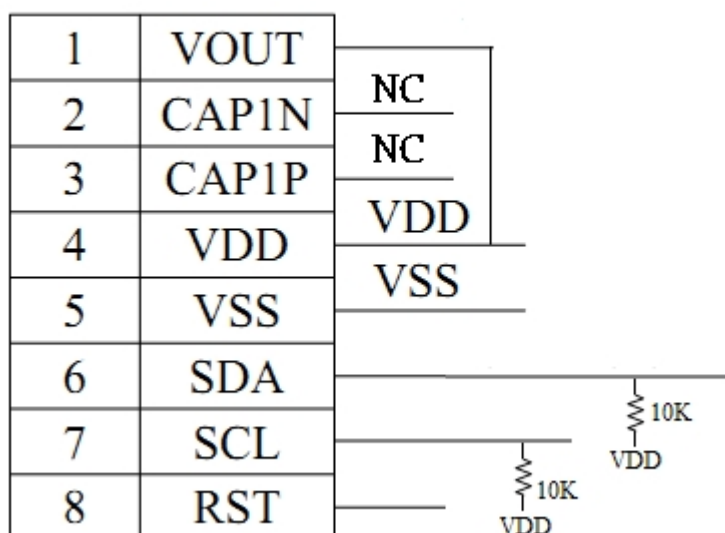 1 VOUT
NC
2 CAP1N
NC
3 CAP1P
VDD
4 VDD
VSS
5 VSS
6 SDA
10K
7 SCL
VDD
10K
8 RST
VDD